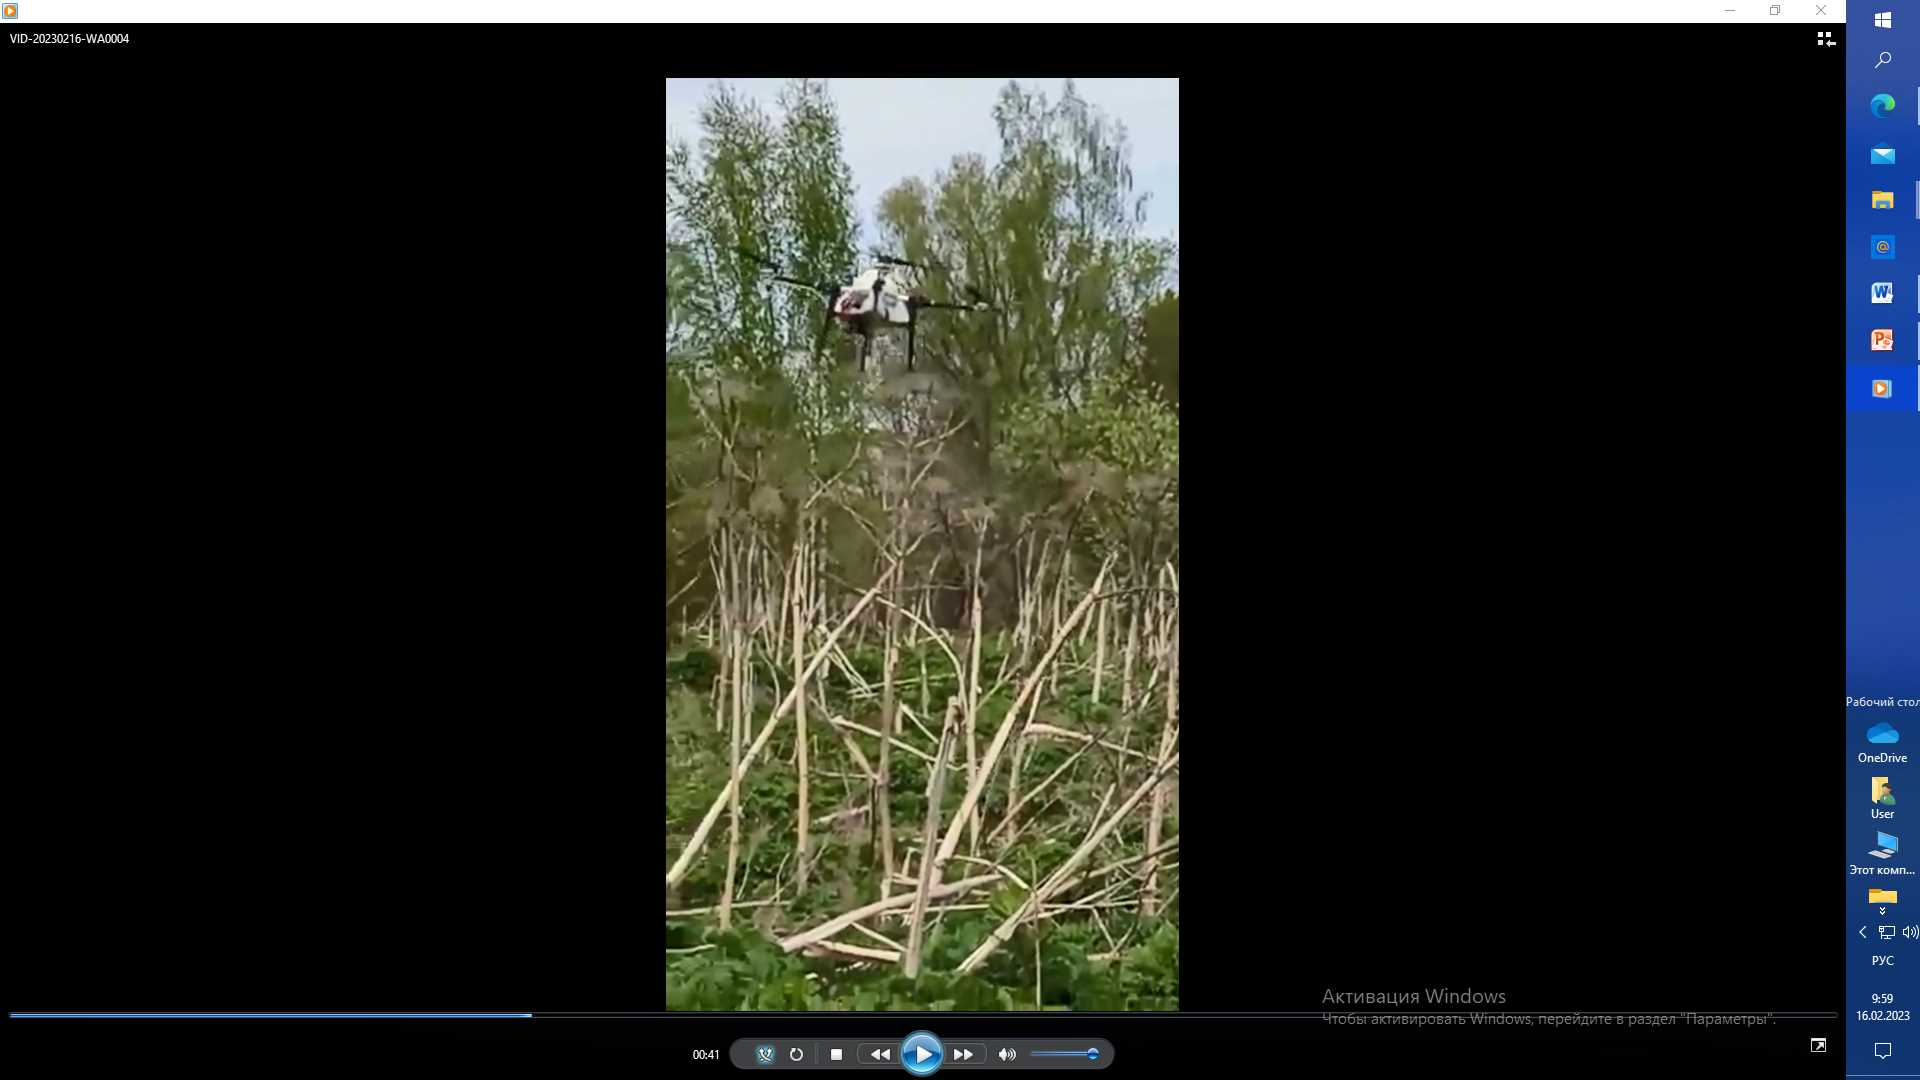 VID-20230216-WA0004
Рабочий стол
OneDrive
User
Этот комп...
РУС
9:59
16.02.2023
Активация Windows
Чтобы активировать Windows, перейдите в раздел "Параметры".
00:41